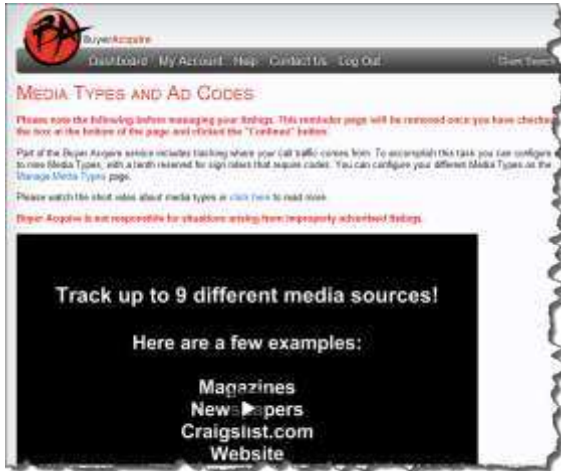 BA
BuyerAcquire
Dashboard My Account Help Contact Us Log Out
Client Search
MEDIA TYPES AND AD CODES
Please note the following before managing your listings. This reminder page will be removed once you have checked
the box at the bottom of the page and clicked the "Continue" button.
Part of the Buyer Acquire service includes tracking where your call traffic comes from. To accomplish this task you can configure
to nine Media Types, with a tenth reserved for sign riders that require codes. You can configure your different Media Types on the
Manage Media Types page.
Please watch the short video about media types or click here to read more.
Buyer Acquire is not responsible for situations arising from improperly advertised listings.
Track up to 9 different media sources!
Here are a few examples:
Magazines
Newspapers
Craigslist.com
Website